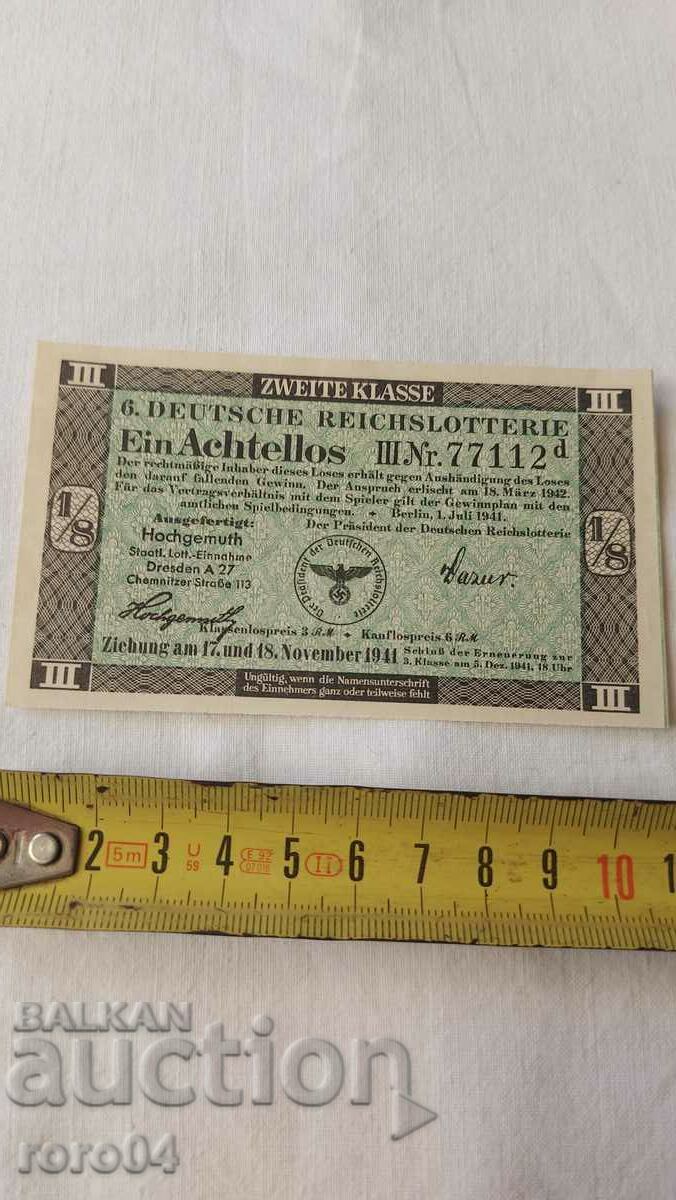 III ZWEITE KLASSE III
6. DEUTSCHE REICHSLOTTERIE
Ein Achtellos III Nr. 77112 d
Der rechtmäßige Inhaber dieses Loses erhält gegen Aushändigung des Loses
den darauf fallenden Gewinn. Der Anspruch erlischt am 18. März 1942.
Für das Vertragsverhältnis mit dem Spieler gilt der Gewinnplan mit den
amtlichen Spielbedingungen. + Berlin, 1. Juli 1941.
1/8
1/8
Ausgefertigt:
Hochgemuth
Staatl. Lott.-Einnahme
Dresden A 27
Chemnitzer Straße 113
Der Präsident der Deutschen Reichslotterie
Der Präsident der Deutschen Reichslotterie
Hochgemuth
Klassenlospreis 3 RM + Kauflospreis 6 RM
Ziehung am 17. und 18. November 1941
Schluß der Erneuerung zur
3. Klasse am 5. Dez. 1941, 18 Uhr
III III
Ungültig, wenn die Namensunterschrift
des Einnehmers ganz oder teilweise fehlt
2 5m 3 U 59 4 E 92 07.016 5 II 6 7 8 9 10 1
BALKAN
auction
roro04